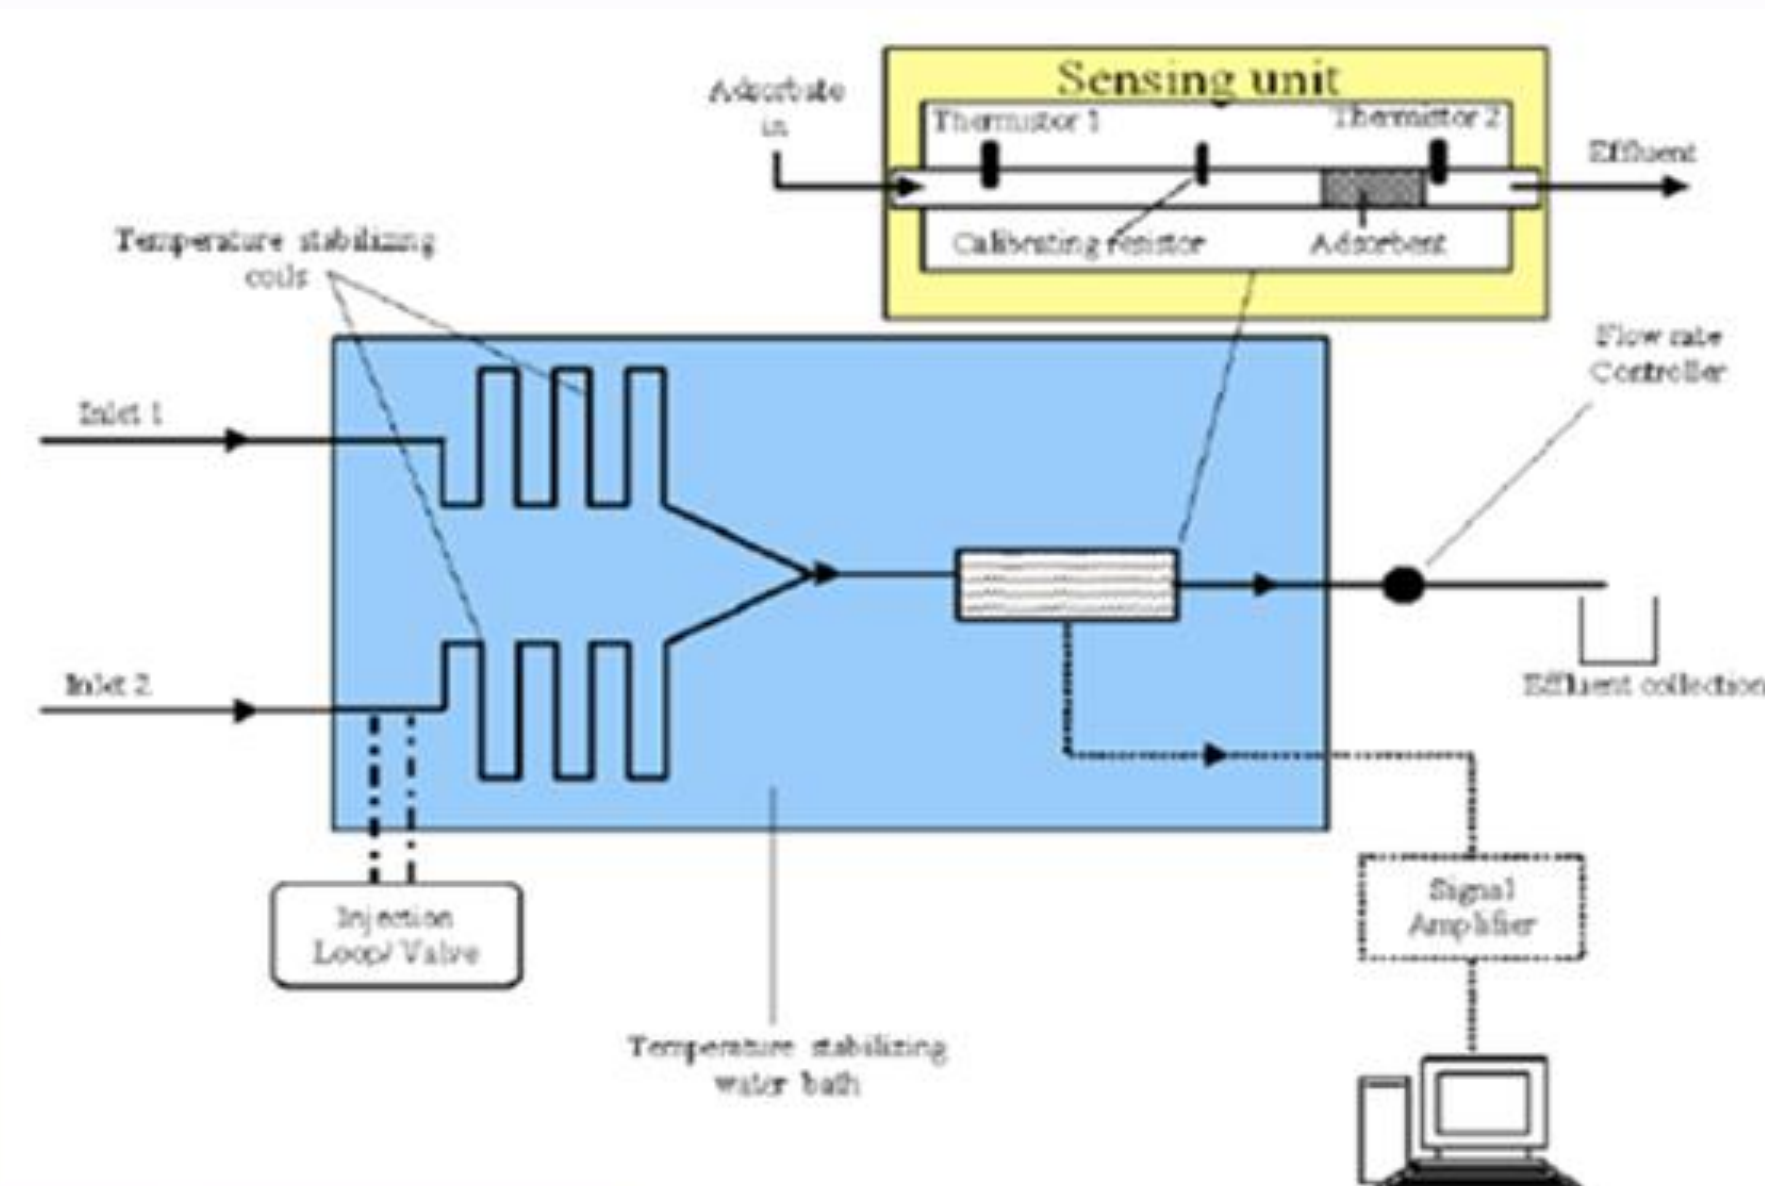 Sensing unit
Adsorbate
in
Thermistor 1
Thermistor 2
Effluent
Calibrating resistor
Adsorbent
Temperature stabilizing
coils
Flow rate
Controller
Inlet 1
Inlet 2
Effluent collection
Injection
Loop/ Valve
Signal
Amplifier
Temperature stabilizing
water bath